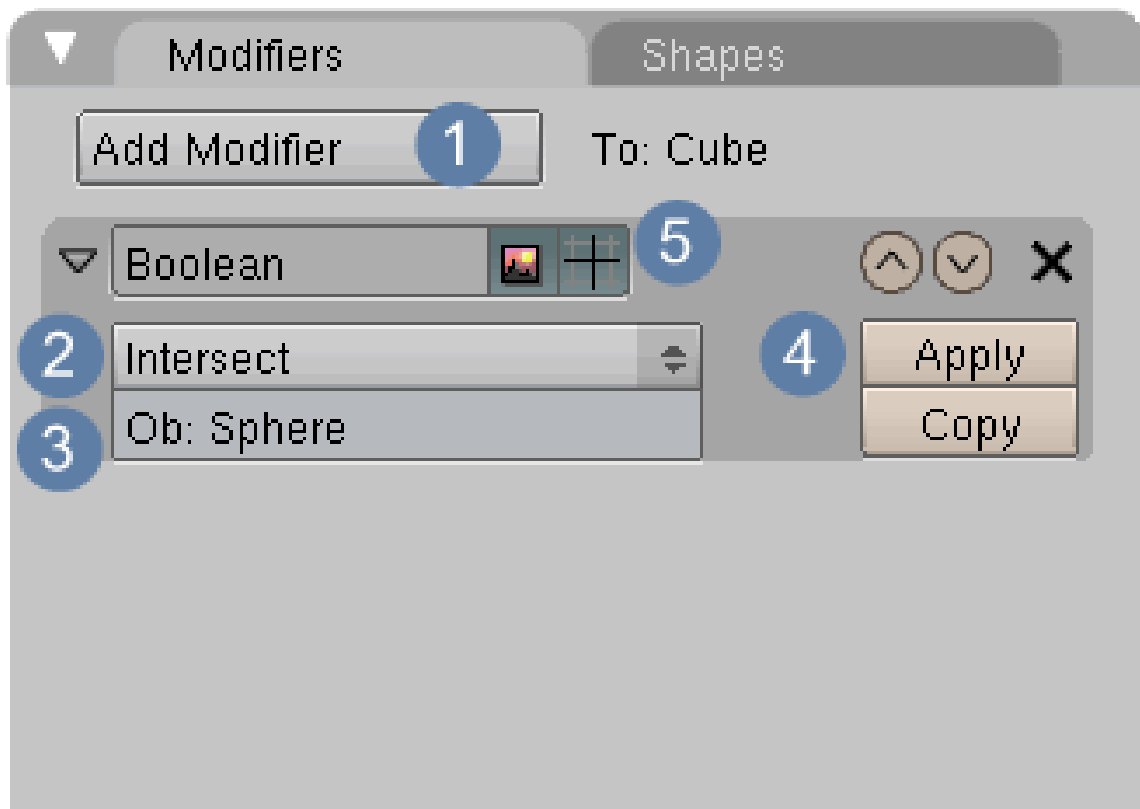 Modifiers Shapes
Add Modifier 1 To: Cube
Boolean 5
2 Intersect 4 Apply
3 Ob: Sphere Copy